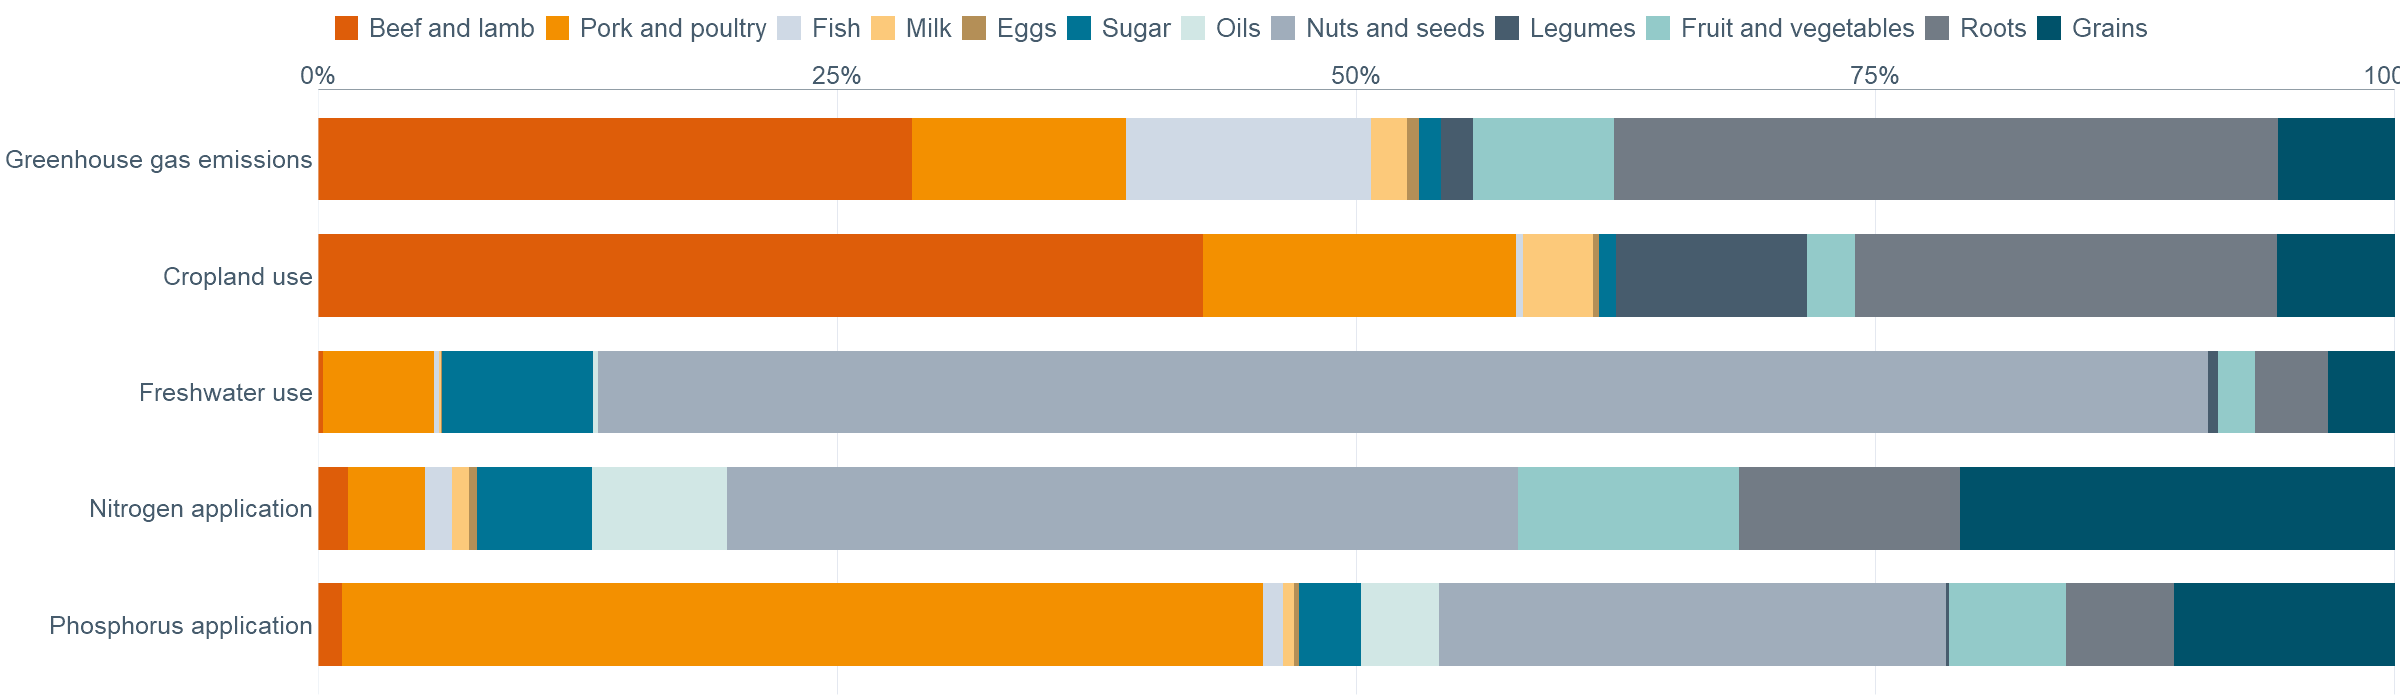 Beef and lamb Pork and poultry Fish Milk Eggs Sugar Oils Nuts and seeds Legumes Fruit and vegetables Roots Grains
0% 25% 50% 75% 100
Greenhouse gas emissions
Cropland use
Freshwater use
Nitrogen application
Phosphorus application